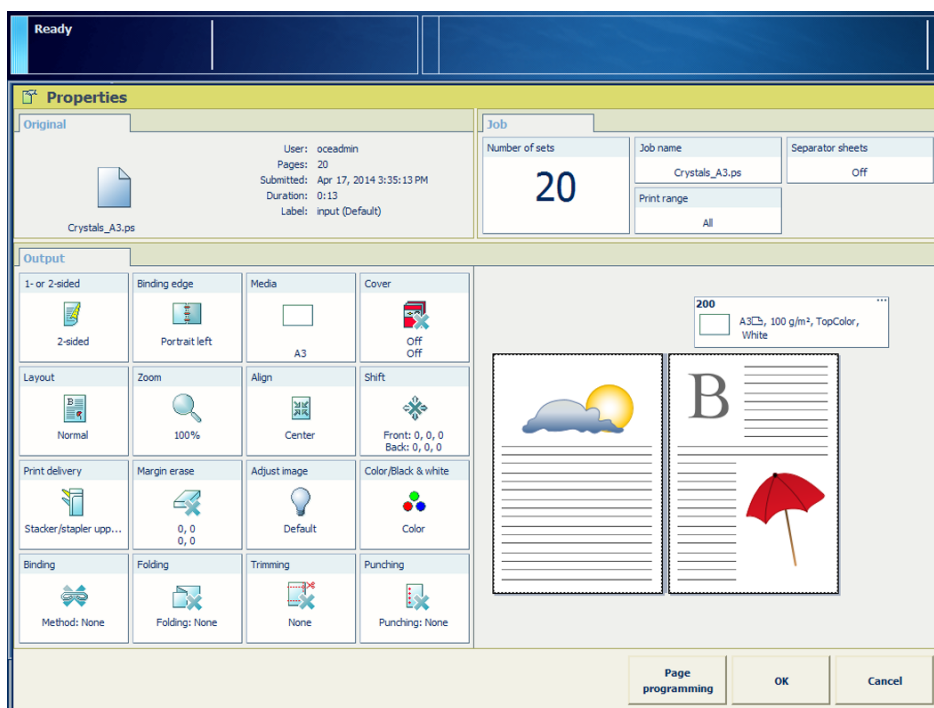 Ready
Properties
Original
User: oceadmin
Pages: 20
Submitted: Apr 17, 2014 3:35:13 PM
Duration: 0:13
Label: input (Default)
Crystals_A3.ps
Job
Number of sets
20
Job name
Crystals_A3.ps
Separator sheets
Off
Print range
All
Output
1- or 2-sided
2-sided
Binding edge
Portrait left
Media
A3
Cover
Off
Off
Layout
Normal
Zoom
100%
Align
Center
Shift
Front: 0, 0, 0
Back: 0, 0, 0
Print delivery
Stacker/stapler upp...
Margin erase
0, 0
0, 0
Adjust image
Default
Color/Black & white
Color
Binding
Method: None
Folding
Folding: None
Trimming
None
Punching
Punching: None
200
...
A3, 100 g/m², TopColor,
White
B
Page
programming
OK
Cancel